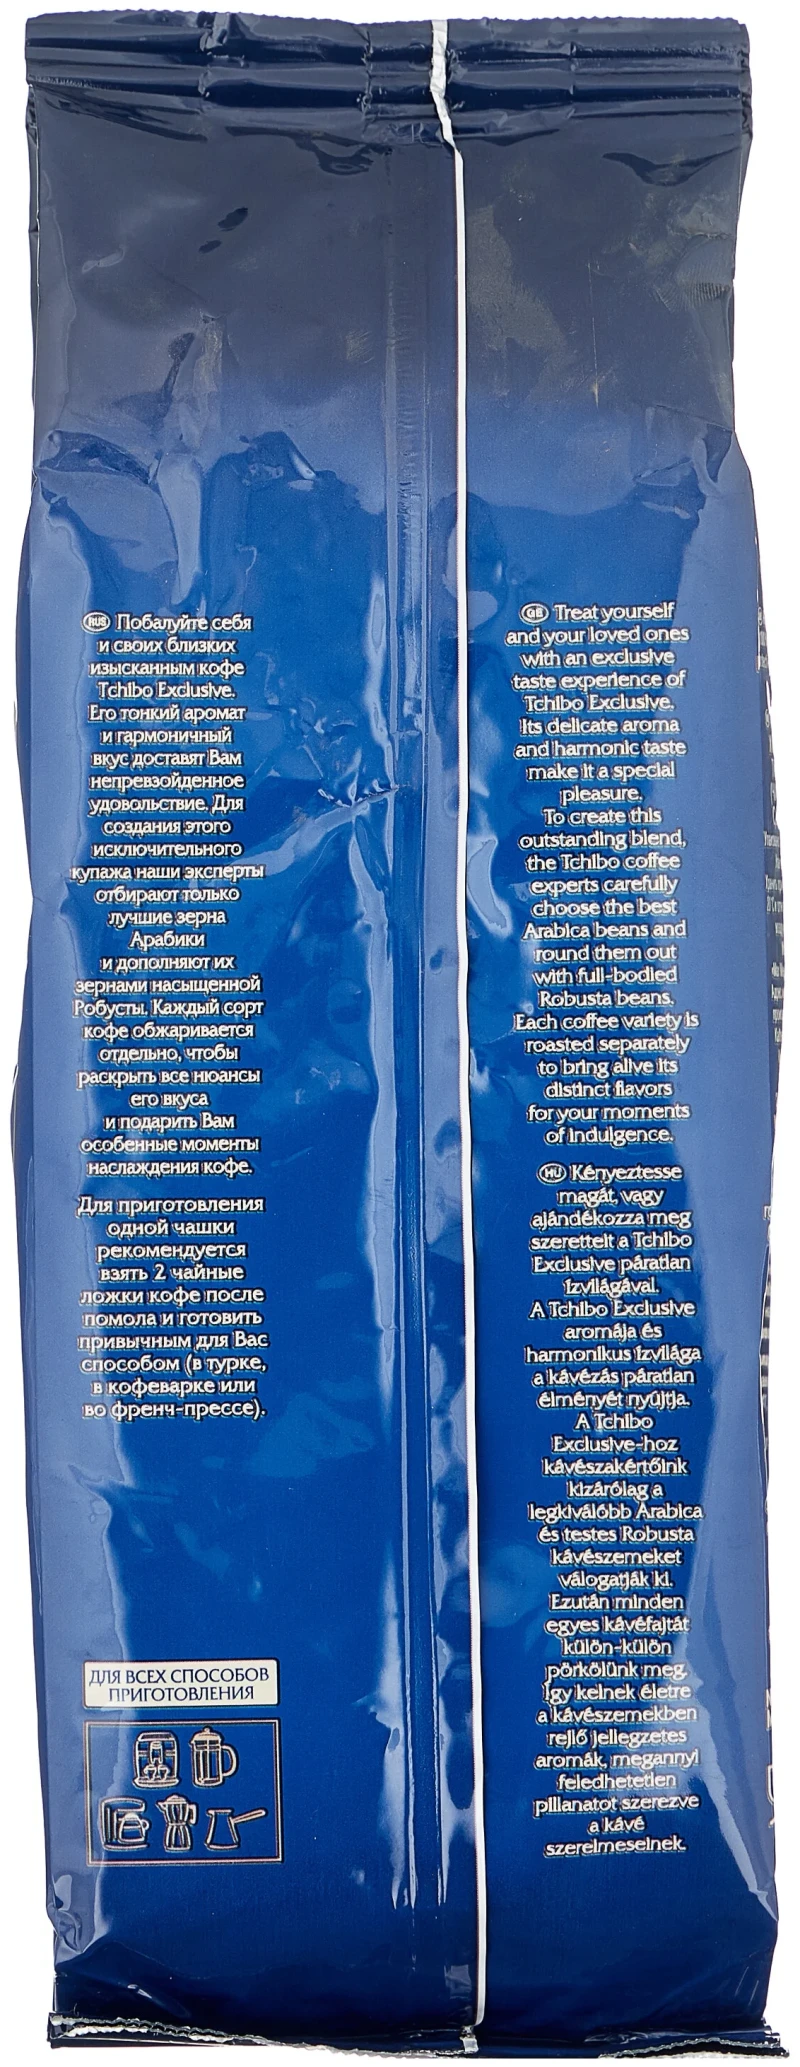 RUS Побалуйте себя
и своих близких
изысканным кофе
Tchibo Exclusive.
Его тонкий аромат
и гармоничный
вкус доставят Вам
непревзойденное
удовольствие. Для
создания этого
исключительного
купажа наши эксперты
отбирают только
лучшие зерна
Арабики
и дополняют их
зернами насыщенной
Робусты. Каждый сорт
кофе обжаривается
отдельно, чтобы
раскрыть все нюансы
его вкуса
и подарить Вам
особенные моменты
наслаждения кофе.
Для приготовления
одной чашки
рекомендуется
взять 2 чайные
ложки кофе после
помола и готовить
привычным для Вас
способом (в турке,
в кофеварке или
во френч-прессе).
ДЛЯ ВСЕХ СПОСОБОВ
ПРИГОТОВЛЕНИЯ
GB Treat yourself
and your loved ones
with an exclusive
taste experience of
Tchibo Exclusive.
Its delicate aroma
and harmonic taste
make it a special
pleasure.
To create this
outstanding blend,
the Tchibo coffee
experts carefully
choose the best
Arabica beans and
round them out
with full-bodied
Robusta beans.
Each coffee variety is
roasted separately
to bring alive its
distinct flavors
for your moments
of indulgence.
HU Kényeztesse
magát, vagy
ajándékozza meg
szeretteit a Tchibo
Exclusive páratlan
ízvilágával.
A Tchibo Exclusive
aromája és
harmonikus ízvilága
a kávézás páratlan
élményét nyújtja.
A Tchibo
Exclusive-hoz
kávészakértőink
kizárólag a
legkiválóbb Arabica
és testes Robusta
kávészemeket
válogatják ki.
Ezután minden
egyes kávéfajtát
külön-külön
pörkölünk meg.
Így kelnek életre
a kávészemekben
rejlő jellegzetes
aromák, megannyi
feledhetetlen
pillanatot szerezve
a kávé
szerelmeseinek.